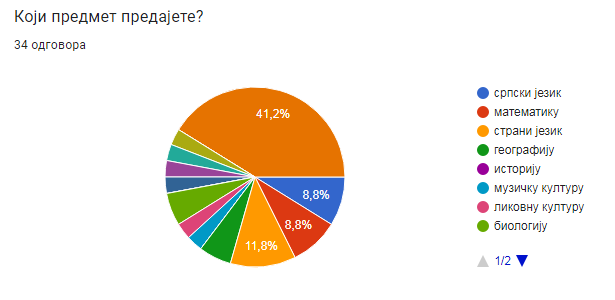 Који предмет предајете?
34 одговора
41,2%
8,8%
8,8%
11,8%
српски језик
математику
страни језик
географију
историју
музичку културу
ликовну културу
биологију
1/2